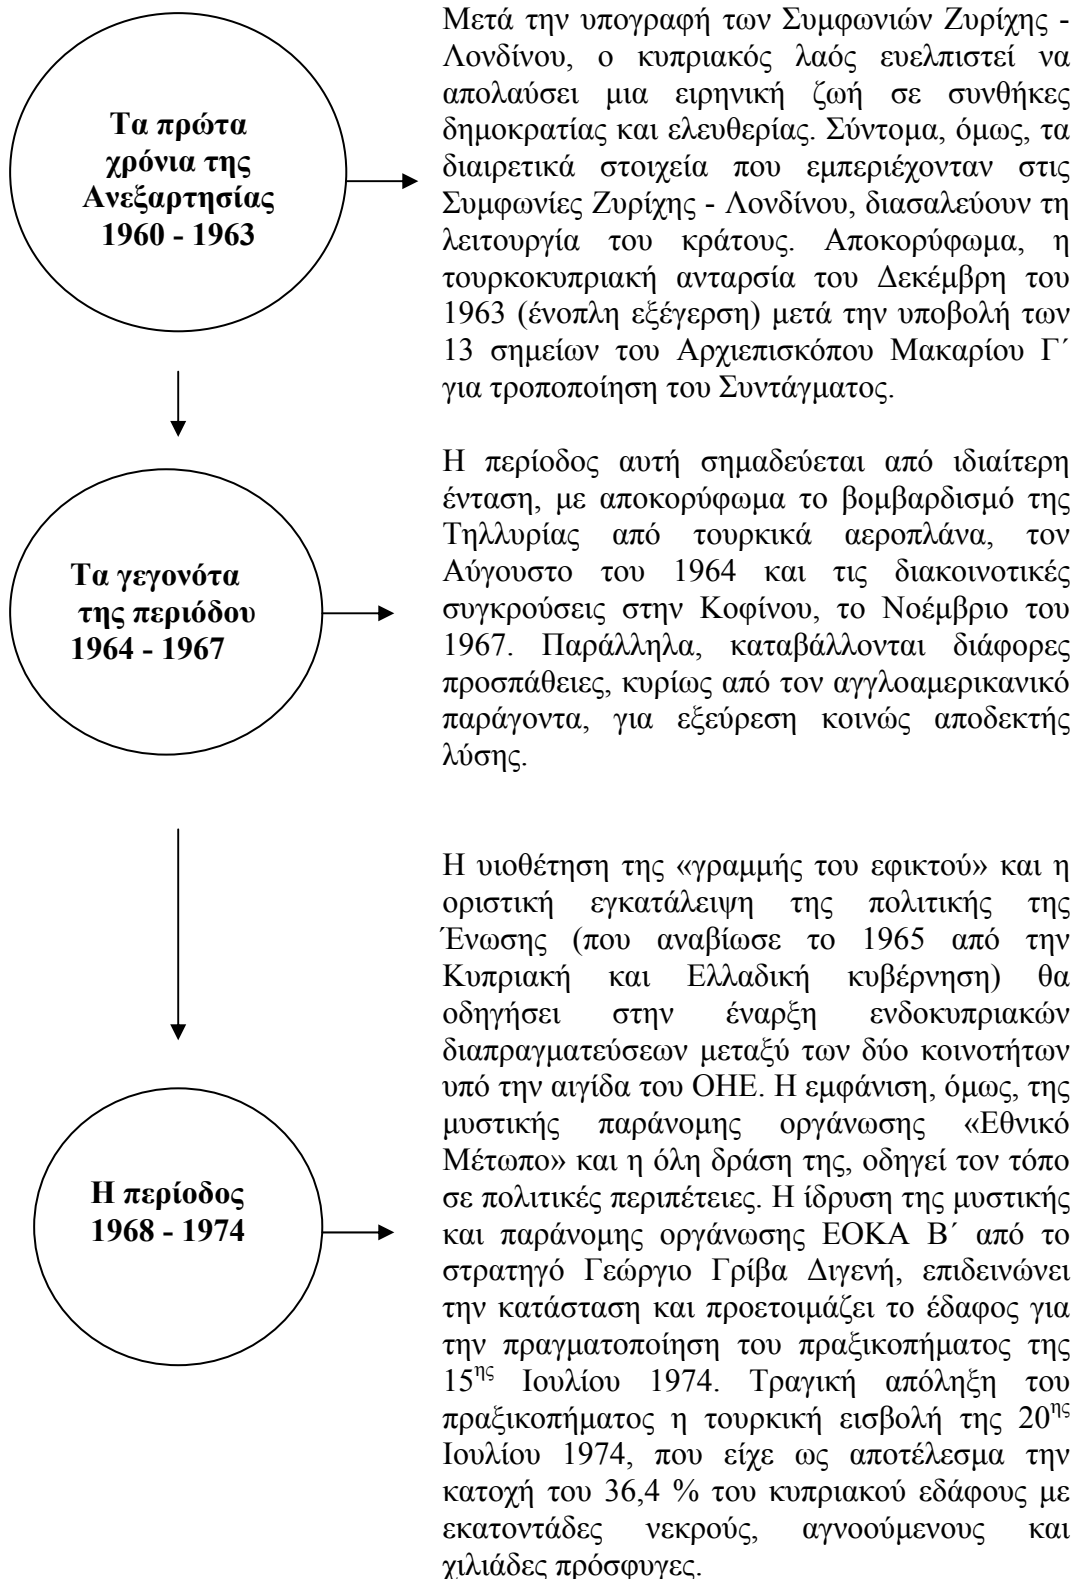 Τα πρώτα
χρόνια της
Ανεξαρτησίας
1960 - 1963
Μετά την υπογραφή των Συμφωνιών Ζυρίχης -
Λονδίνου, ο κυπριακός λαός ευελπιστεί να
απολαύσει μια ειρηνική ζωή σε συνθήκες
δημοκρατίας και ελευθερίας. Σύντομα, όμως, τα
διαιρετικά στοιχεία που εμπεριέχονταν στις
Συμφωνίες Ζυρίχης - Λονδίνου, διασαλεύουν τη
λειτουργία του κράτους. Αποκορύφωμα, η
τουρκοκυπριακή ανταρσία του Δεκέμβρη του
1963 (ένοπλη εξέγερση) μετά την υποβολή των
13 σημείων του Αρχιεπισκόπου Μακαρίου Γ΄
για τροποποίηση του Συντάγματος.
Τα γεγονότα
της περιόδου
1964 - 1967
Η περίοδος αυτή σημαδεύεται από ιδιαίτερη
ένταση, με αποκορύφωμα το βομβαρδισμό της
Τηλλυρίας από τουρκικά αεροπλάνα, τον
Αύγουστο του 1964 και τις διακοινοτικές
συγκρούσεις στην Κοφίνου, το Νοέμβριο του
1967. Παράλληλα, καταβάλλονται διάφορες
προσπάθειες, κυρίως από τον αγγλοαμερικανικό
παράγοντα, για εξεύρεση κοινώς αποδεκτής
λύσης.
Η περίοδος
1968 - 1974
Η υιοθέτηση της «γραμμής του εφικτού» και η
οριστική εγκατάλειψη της πολιτικής της
Ένωσης (που αναβίωσε το 1965 από την
Κυπριακή και Ελλαδική κυβέρνηση) θα
οδηγήσει στην έναρξη ενδοκυπριακών
διαπραγματεύσεων μεταξύ των δύο κοινοτήτων
υπό την αιγίδα του ΟΗΕ. Η εμφάνιση, όμως, της
μυστικής παράνομης οργάνωσης «Εθνικό
Μέτωπο» και η όλη δράση της, οδηγεί τον τόπο
σε πολιτικές περιπέτειες. Η ίδρυση της μυστικής
και παράνομης οργάνωσης ΕΟΚΑ Β΄ από το
στρατηγό Γεώργιο Γρίβα Διγενή, επιδεινώνει
την κατάσταση και προετοιμάζει το έδαφος για
την πραγματοποίηση του πραξικοπήματος της
15ης Ιουλίου 1974. Τραγική απόληξη του
πραξικοπήματος η τουρκική εισβολή της 20ης
Ιουλίου 1974, που είχε ως αποτέλεσμα την
κατοχή του 36,4 % του κυπριακού εδάφους με
εκατοντάδες νεκρούς, αγνοούμενους και
χιλιάδες πρόσφυγες.